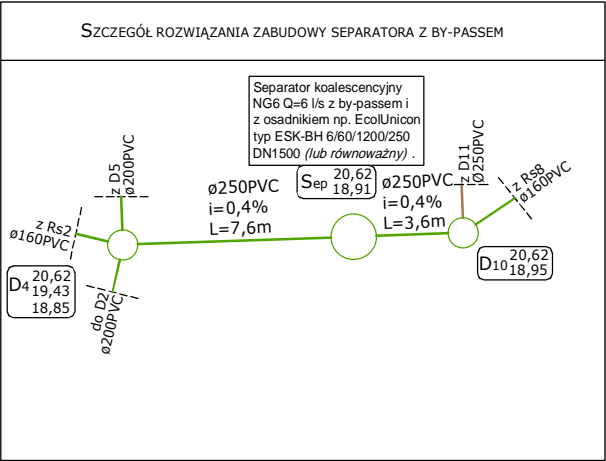 SZCZEGÓŁ ROZWIĄZANIA ZABUDOWY SEPARATORA Z BY-PASSEM
Separator koalescencyjny
NG6 Q=6 l/s z by-passem i
z osadnikiem np. EcolUnicon
typ ESK-BH 6/60/1200/250
DN1500 (lub równoważny) .
z D5
ø200PVC
z Rs2
ø160PVC
D4 20,62
19,43
18,85
do D2
ø200PVC
ø250PVC
i=0,4%
L=7,6m
Sep 20,62
18,91
ø250PVC
i=0,4%
L=3,6m
z D11
Ø250PVC
z Rs8
ø160PVC
D10 20,62
18,95